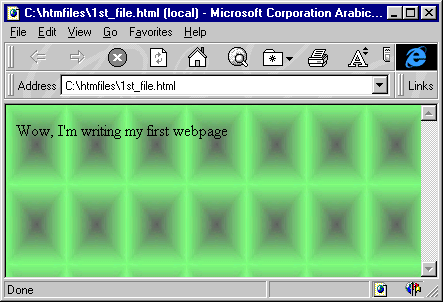 C:\htmfiles\1st_file.html (local) - Microsoft Corporation Arabic...
File Edit View Go Favorites Help
Address C:\htmfiles\1st_file.html Links
Wow, I'm writing my first webpage
Done